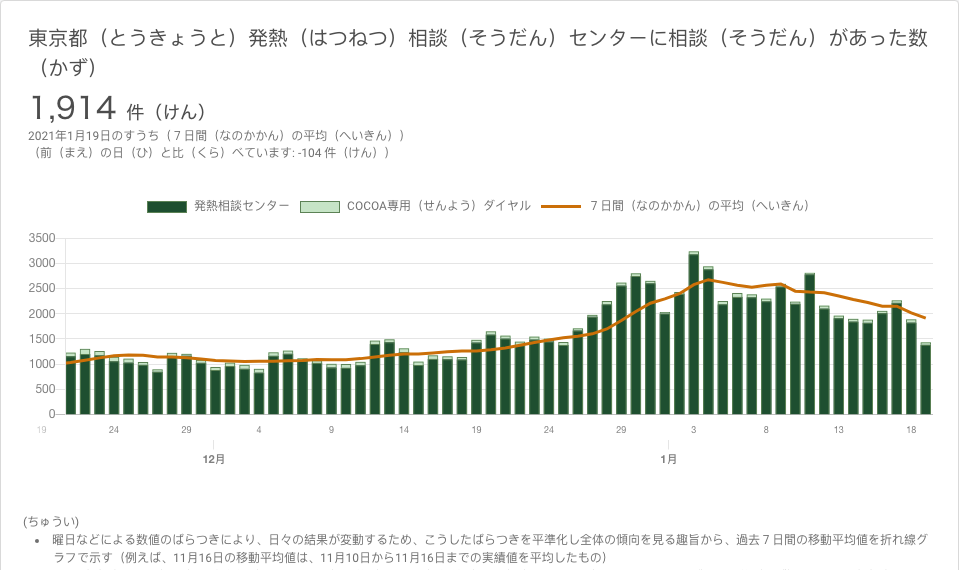 東京都（とうきょうと）発熱（はつねつ）相談（そうだん）センターに相談（そうだん）があった数
（かず）
1,914 件（けん）
2021年1月19日のすうち（７日間（なのかかん）の平均（へいきん））
（前（まえ）の日（ひ）と比（くら）べています: -104 件（けん））
発熱相談センター COCOA専用（せんよう）ダイヤル ７日間（なのかかん）の平均（へいきん）
3500
3000
2500
2000
1500
1000
500
0
19 24 29 4 9 14 19 24 29 3 8 13 18
12月 1月
(ちゅうい)
• 曜日などによる数値のばらつきにより、日々の結果が変動するため、こうしたばらつきを平準化し全体の傾向を見る趣旨から、過去７日間の移動平均値を折れ線グ
ラフで示す（例えば、11月16日の移動平均値は、11月10日から11月16日までの実績値を平均したもの）